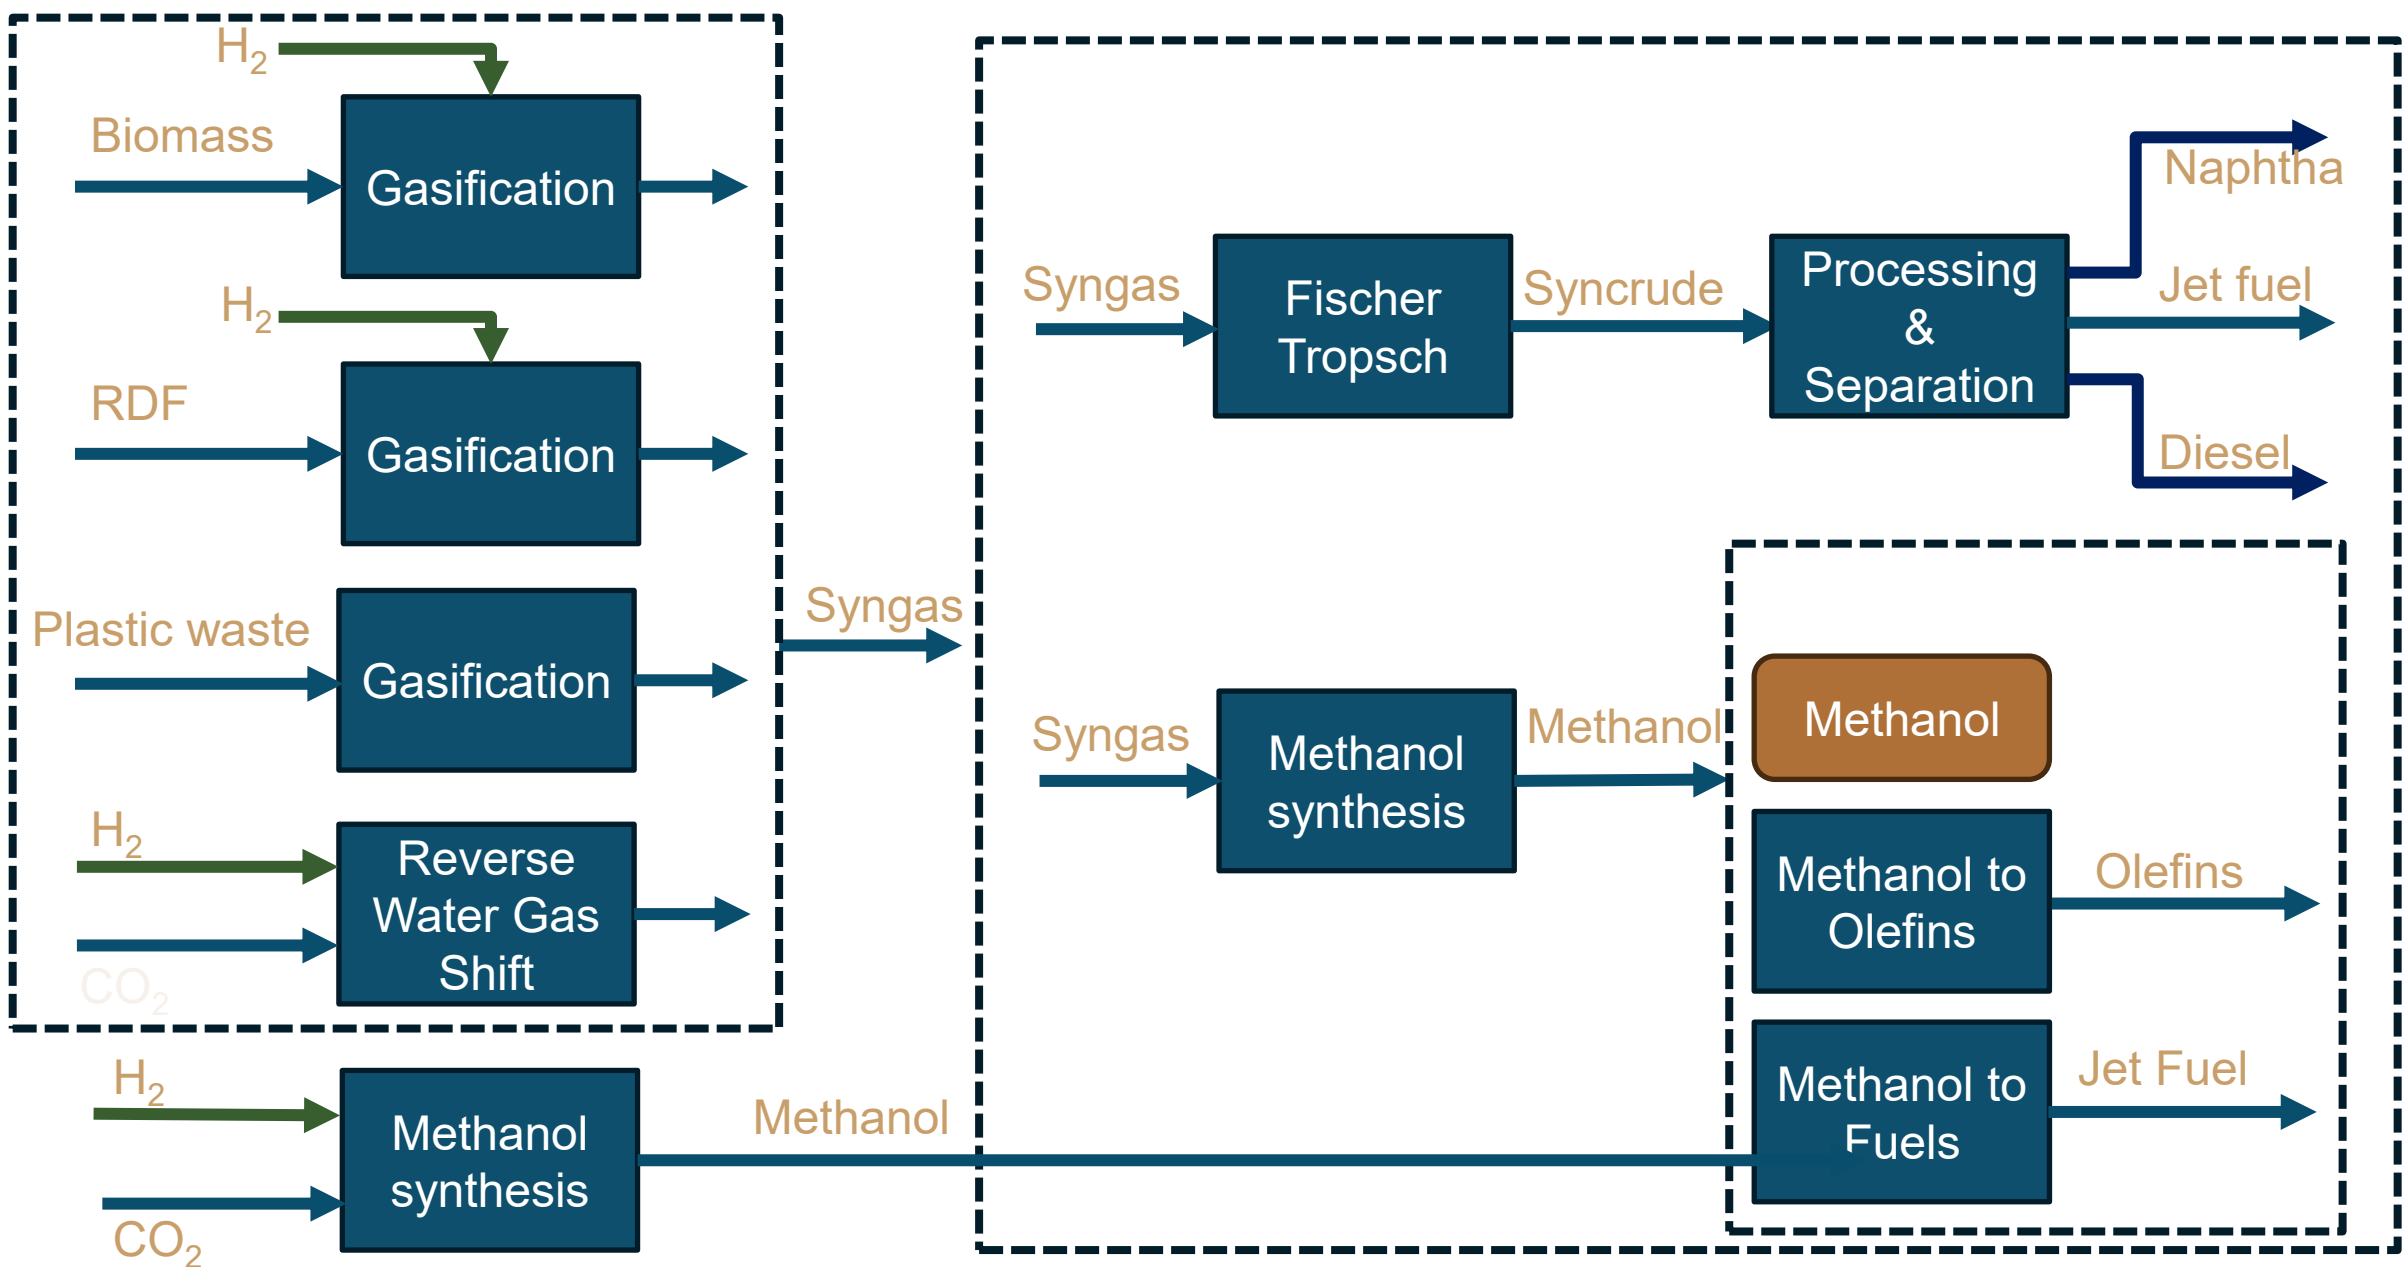 H₂
Biomass
Gasification
H₂
RDF
Gasification
Plastic waste
Gasification
H₂
CO₂
Reverse
Water Gas
Shift
Syngas
H₂
CO₂
Methanol
synthesis
Methanol
Syngas
Fischer
Tropsch
Syncrude
Processing
&
Separation
Naphtha
Jet fuel
Diesel
Syngas
Methanol
synthesis
Methanol
Methanol
Methanol to
Olefins
Olefins
Methanol to
Fuels
Jet Fuel